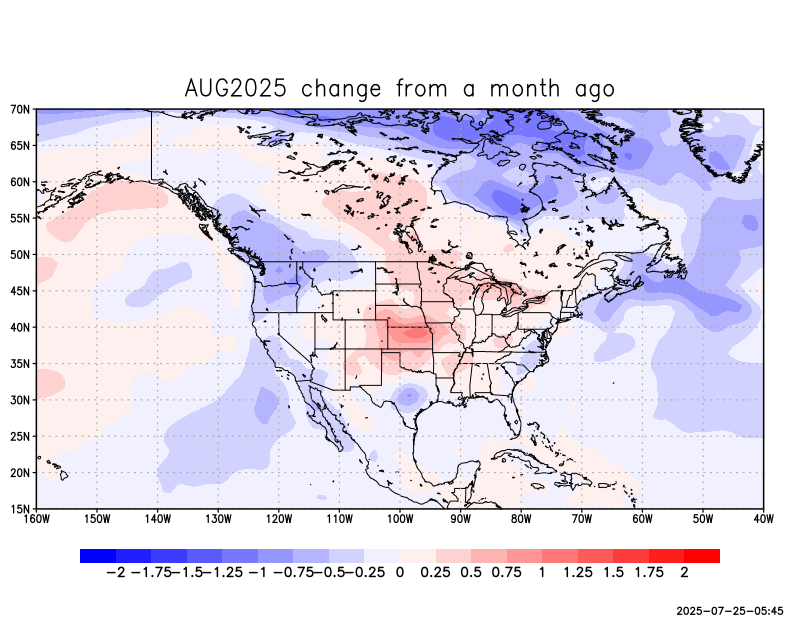 AUG2025 change from a month ago
70N
65N
60N
55N
50N
45N
40N
35N
30N
25N
20N
15N
160W 150W 140W 130W 120W 110W 100W 90W 80W 70W 60W 50W 40W
−2 −1.75 −1.5 −1.25 −1 −0.75 −0.5 −0.25 0 0.25 0.5 0.75 1 1.25 1.5 1.75 2
2025-07-25-05:45